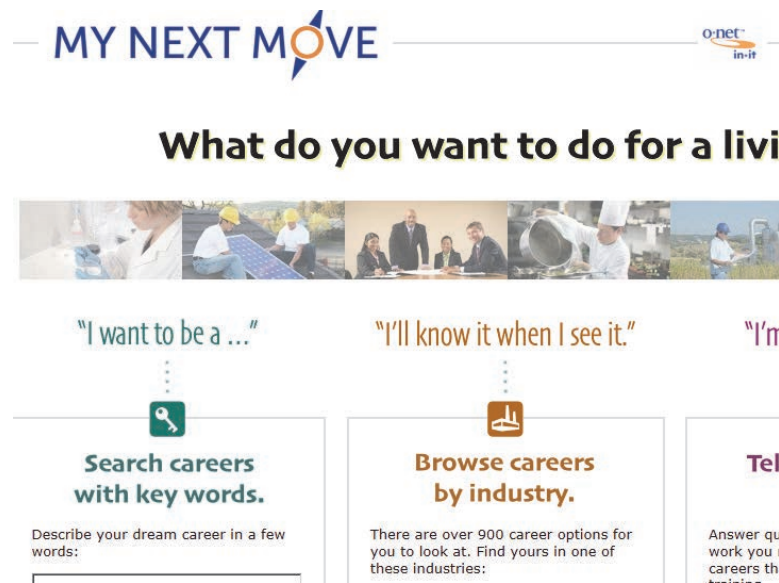 MY NEXT MOVE
o·net
in-it
What do you want to do for a livi
"I want to be a ..."
"I'll know it when I see it."
"I'm
Search careers
with key words.
Browse careers
by industry.
Tel
Describe your dream career in a few
words:
There are over 900 career options for
you to look at. Find yours in one of
these industries:
Answer qu
work you
careers th